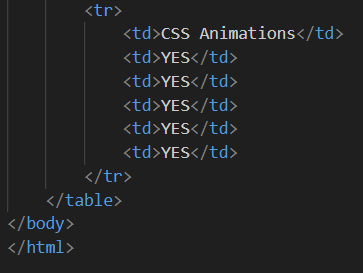 <tr>
<td>CSS Animations</td>
<td>YES</td>
<td>YES</td>
<td>YES</td>
<td>YES</td>
<td>YES</td>
</tr>
</table>
</body>
</html>